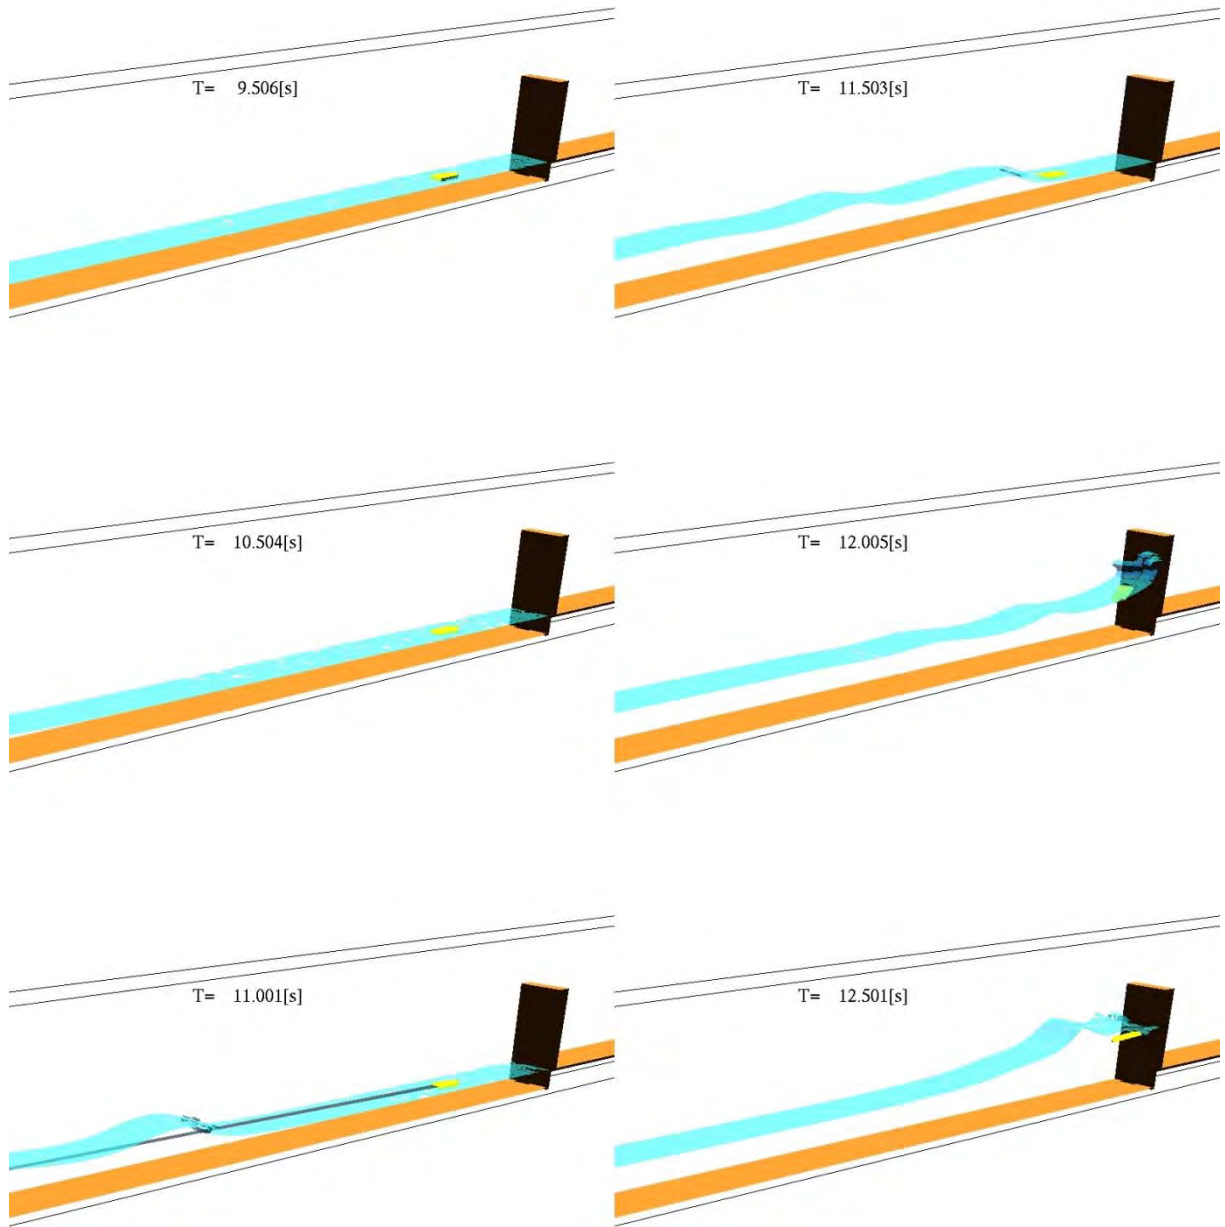 T= 9.506[s]
T= 11.503[s]
T= 10.504[s]
T= 12.005[s]
T= 11.001[s]
T= 12.501[s]